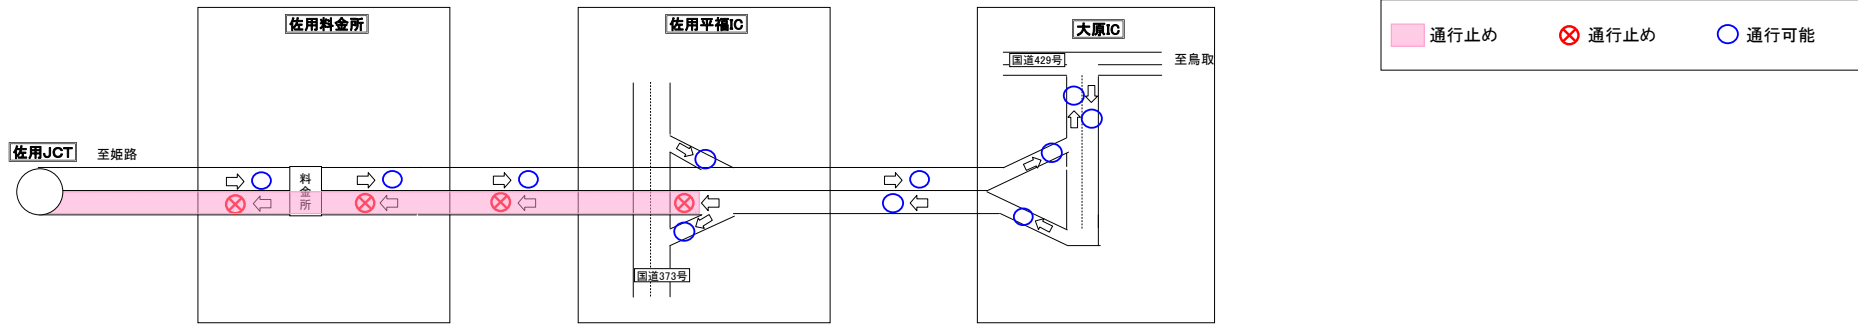 佐用料金所
佐用平福IC
大原IC
通行止め
通行止め
通行可能
国道429号
至鳥取
佐用JCT
至姫路
料金所
国道373号